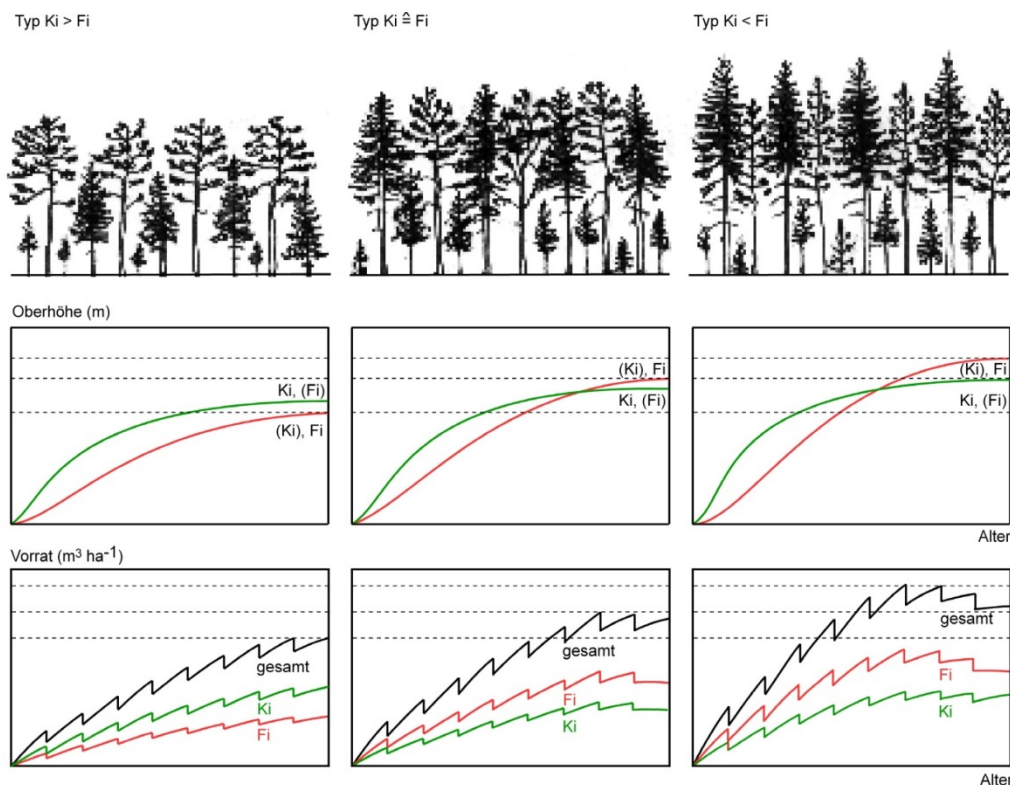 Typ Ki > Fi
Typ Ki ≙ Fi
Typ Ki < Fi
Oberhöhe (m)
Ki, (Fi)
(Ki), Fi
(Ki), Fi
Ki, (Fi)
(Ki), Fi
Ki, (Fi)
Alter
Vorrat (m³ ha⁻¹)
gesamt
Ki
Fi
gesamt
Fi
Ki
gesamt
Fi
Ki
Alter